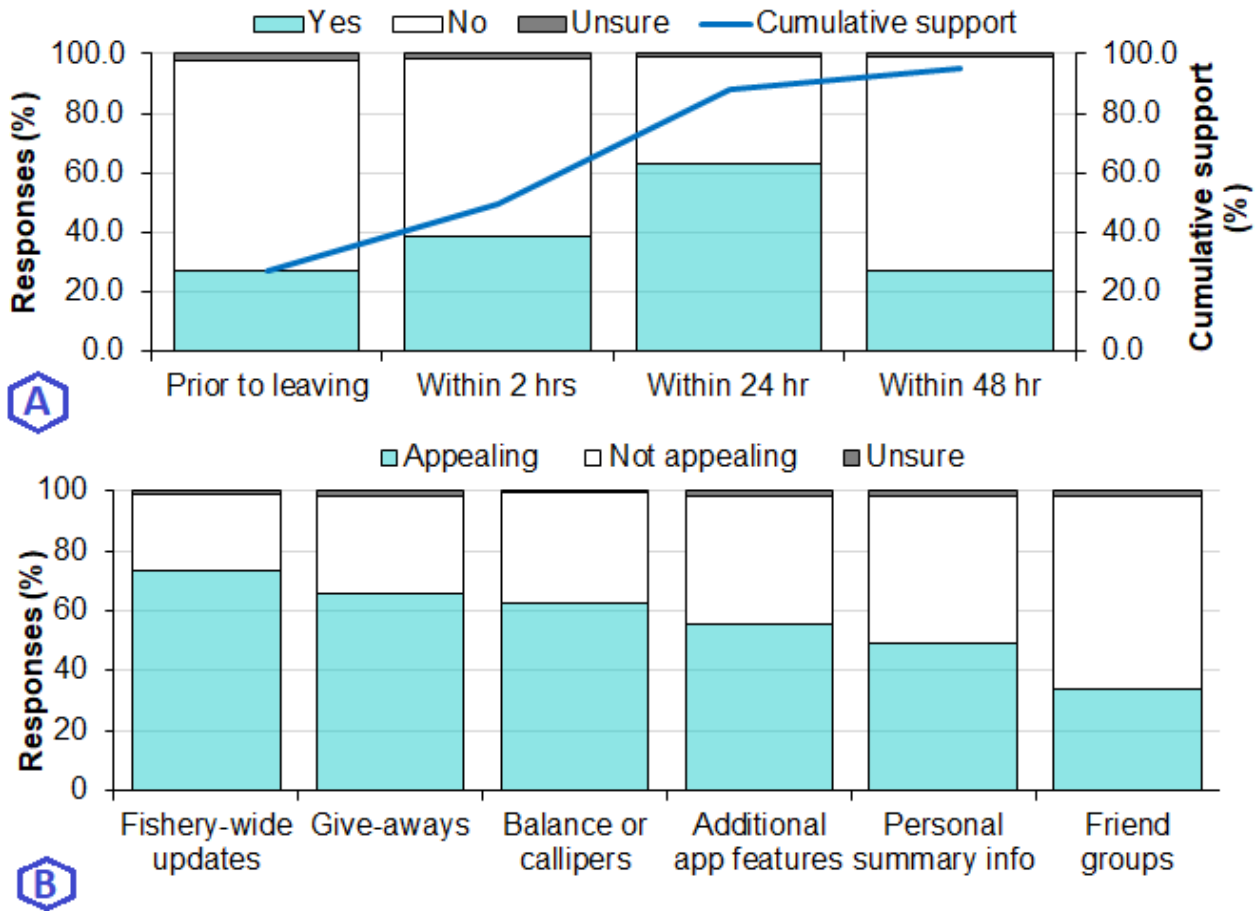 Yes No Unsure Cumulative support
100.0 100.0
80.0 80.0
60.0 60.0
40.0 40.0
20.0 20.0
0.0 0.0
Responses (%)
Cumulative support
(%)
Prior to leaving Within 2 hrs Within 24 hr Within 48 hr
A
Appealing Not appealing Unsure
100
80
60
40
20
0
Responses (%)
Fishery-wide Give-aways Balance or Additional Personal Friend
updates callipers app features summary info groups
B